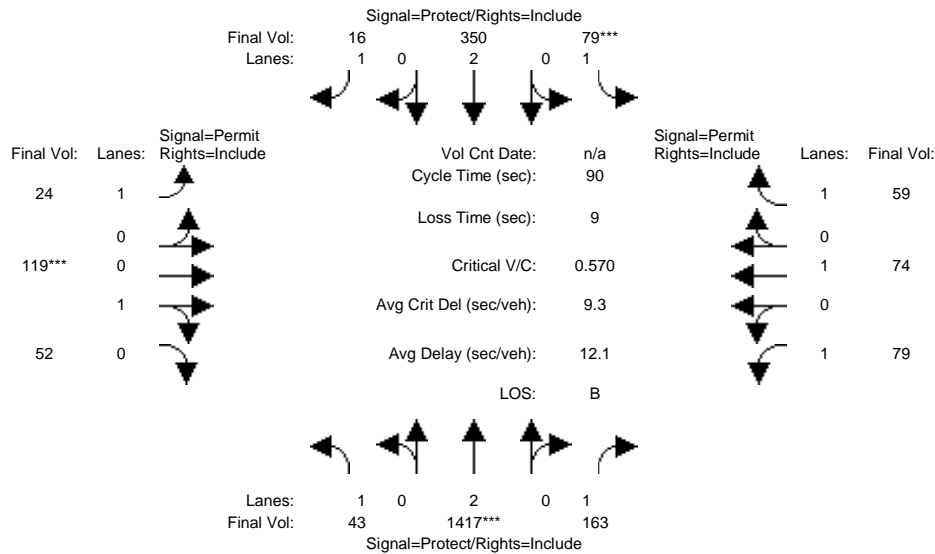 Signal=Protect/Rights=Include
Final Vol: 16 350 79***
Lanes: 1 0 2 0 1
Signal=Permit
Final Vol: Lanes: Rights=Include
Vol Cnt Date: n/a
Signal=Permit
Rights=Include Lanes: Final Vol:
Cycle Time (sec): 90
24 1
1 59
Loss Time (sec): 9
0
0
119*** 0
Critical V/C: 0.570
1 74
1
Avg Crit Del (sec/veh): 9.3
0
52 0
Avg Delay (sec/veh): 12.1
1 79
LOS: B
Lanes: 1 0 2 0 1
Final Vol: 43 1417*** 163
Signal=Protect/Rights=Include